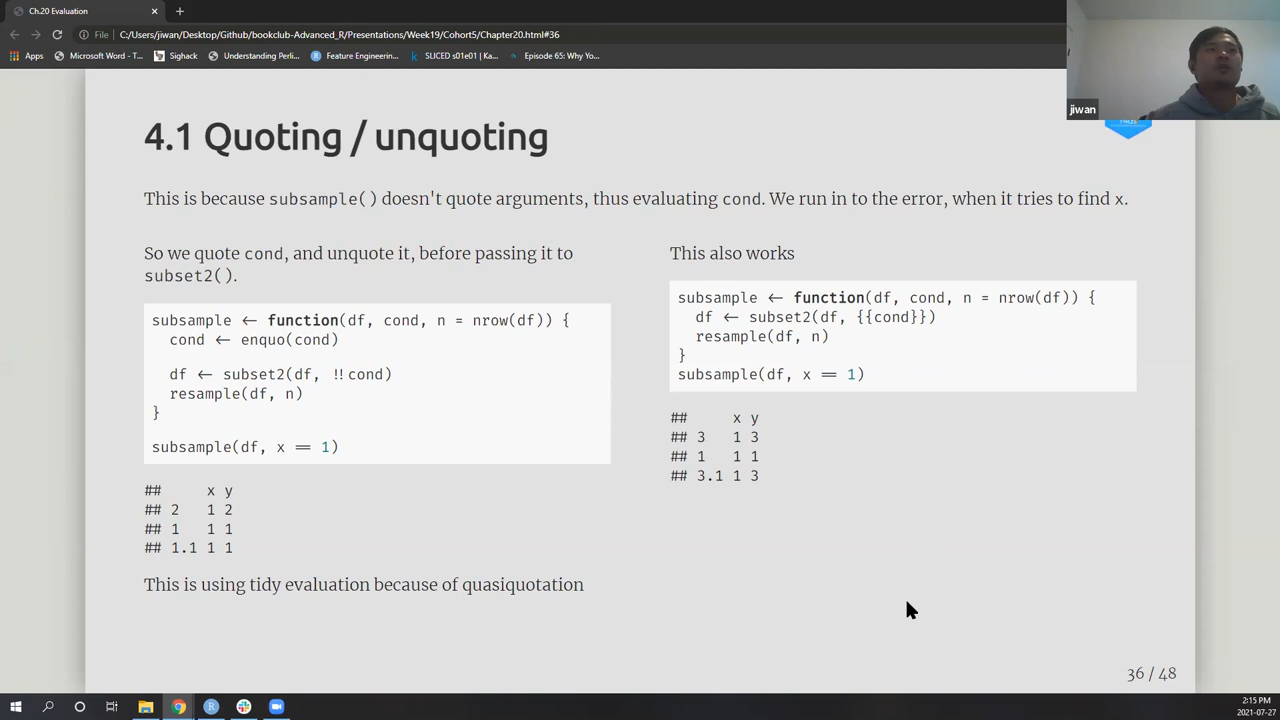 Ch.20 Evaluation
File
C:/Users/jiwan/Desktop/Github/bookclub-Advanced_R/Presentations/Week19/Cohort5/Chapter20.html#36
Apps Microsoft Word - T... Sighack Understanding Perli... Feature Engineering... SLICED s01e01 | Ka... Episode 65: Why Yo...
jiwan
4.1 Quoting / unquoting
This is because subsample() doesn't quote arguments, thus evaluating cond. We run in to the error, when it tries to find x.
So we quote cond, and unquote it, before passing it to
subset2().
subsample ← function(df, cond, n = nrow(df)) {
cond ← enquo(cond)
df ← subset2(df, !!cond)
resample(df, n)
}
subsample(df, x == 1)
## x y
## 2 1 2
## 1 1 1
## 1.1 1 1
This is using tidy evaluation because of quasiquotation
This also works
subsample ← function(df, cond, n = nrow(df)) {
df ← subset2(df, {{cond}})
resample(df, n)
}
subsample(df, x == 1)
## x y
## 3 1 3
## 1 1 1
## 3.1 1 3
36 / 48
2:15 PM
2021-07-27